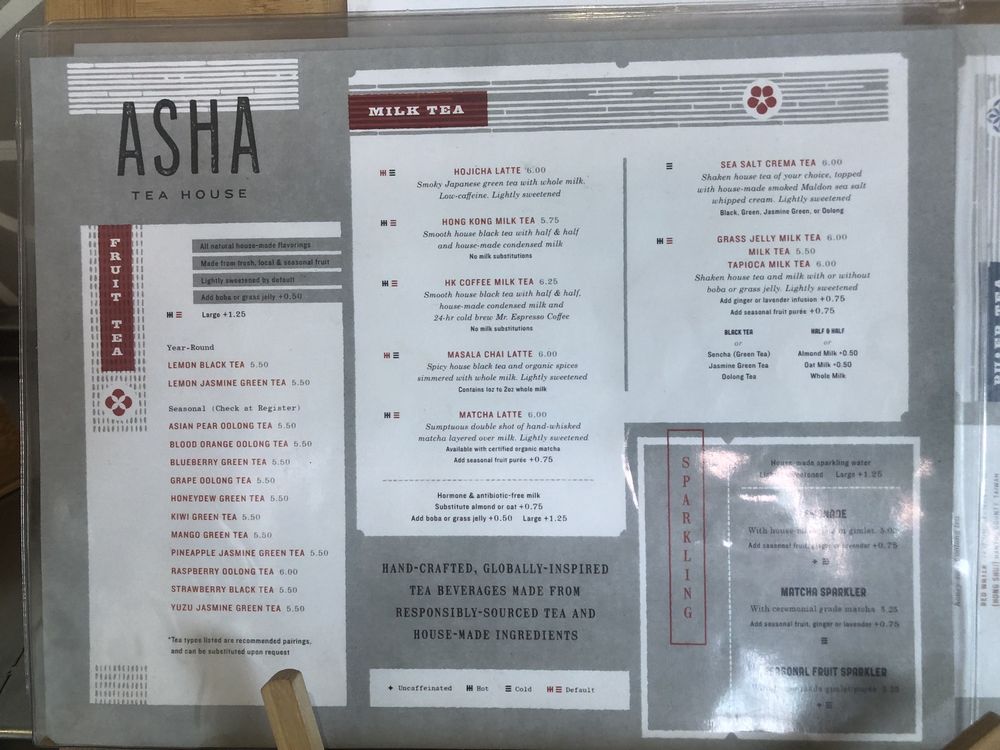 ASHA
TEA HOUSE
FRUIT TEA
All natural house-made flavorings
Made from fresh, local & seasonal fruit
Lightly sweetened by default
Add boba or grass jelly +0.50
Large +1.25
Year-Round
LEMON BLACK TEA 5.50
LEMON JASMINE GREEN TEA 5.50
Seasonal (Check at Register)
ASIAN PEAR OOLONG TEA 5.50
BLOOD ORANGE OOLONG TEA 5.50
BLUEBERRY GREEN TEA 5.50
GRAPE OOLONG TEA 5.50
HONEYDEW GREEN TEA 5.50
KIWI GREEN TEA 5.50
MANGO GREEN TEA 5.50
PINEAPPLE JASMINE GREEN TEA 5.50
RASPBERRY OOLONG TEA 6.00
STRAWBERRY BLACK TEA 5.50
YUZU JASMINE GREEN TEA 5.50
*Tea types listed are recommended pairings,
and can be substituted upon request
MILK TEA
HOJICHA LATTE 6.00
Smoky Japanese green tea with whole milk.
Low-caffeine. Lightly sweetened
HONG KONG MILK TEA 5.75
Smooth house black tea with half & half
and house-made condensed milk
No milk substitutions
HK COFFEE MILK TEA 6.25
Smooth house black tea with half & half,
house-made condensed milk and
24-hr cold brew Mr. Espresso Coffee
No milk substitutions
MASALA CHAI LATTE 6.00
Spicy house black tea and organic spices
simmered with whole milk. Lightly sweetened
Contains 1oz to 2oz whole milk
MATCHA LATTE 6.00
Sumptuous double shot of hand-whisked
matcha layered over milk. Lightly sweetened
Available with certified organic matcha
Add seasonal fruit purée +0.75
Hormone & antibiotic-free milk
Substitute almond or oat +0.75
Add boba or grass jelly +0.50 Large +1.25
SEA SALT CREMA TEA 6.00
Shaken house tea of your choice, topped
with house-made smoked Maldon sea salt
whipped cream. Lightly sweetened
Black, Green, Jasmine Green, or Oolong
GRASS JELLY MILK TEA 6.00
MILK TEA 5.50
TAPIOCA MILK TEA 6.00
Shaken house tea and milk with or without
boba or grass jelly. Lightly sweetened
Add ginger or lavender infusion +0.75
Add seasonal fruit purée +0.75
BLACK TEA
or
Sencha (Green Tea)
Jasmine Green Tea
Oolong Tea
HALF & HALF
or
Almond Milk +0.50
Oat Milk +0.50
Whole Milk
HAND-CRAFTED, GLOBALLY-INSPIRED
TEA BEVERAGES MADE FROM
RESPONSIBLY-SOURCED TEA AND
HOUSE-MADE INGREDIENTS
Uncaffeinated Hot Cold Default
SPARKLING
House-made sparkling water
Large +1.25
With gimlet.
Add seasonal fruit, ginger or lavender +0.75
MATCHA SPARKLER
With ceremonial grade matcha 5.25
Add seasonal fruit, ginger or lavender +0.75
FRUIT SPARKLER
RED WATER